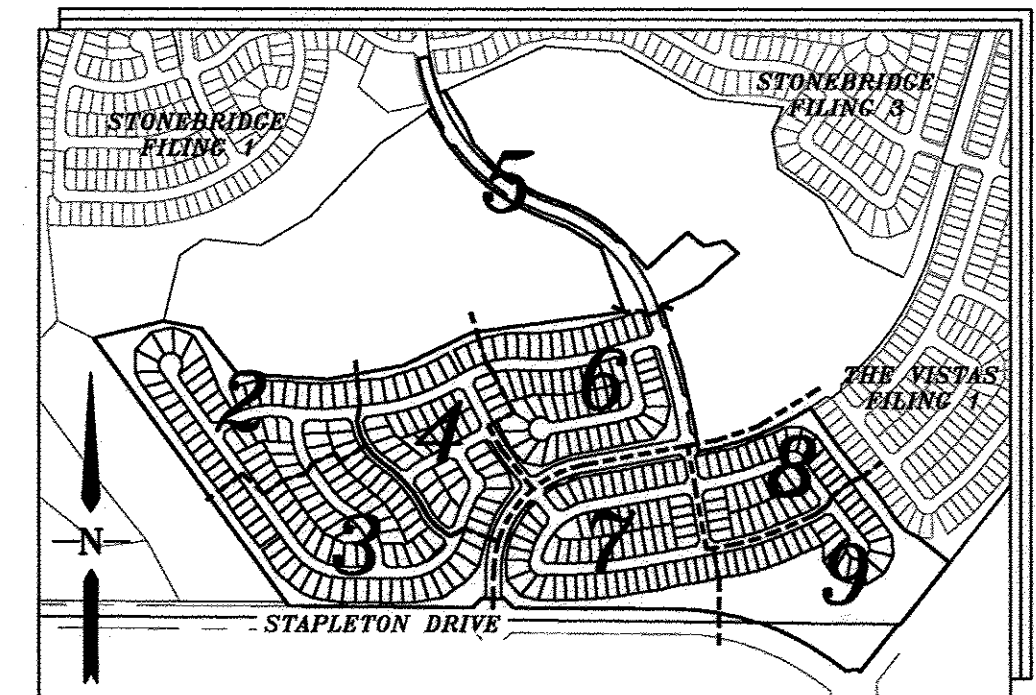 STONEBRIDGE
FILING 3
STONEBRIDGE
FILING 1
5
6
THE VISTAS
FILING 1
2
4
8
7
3
9
N
STAPLETON DRIVE